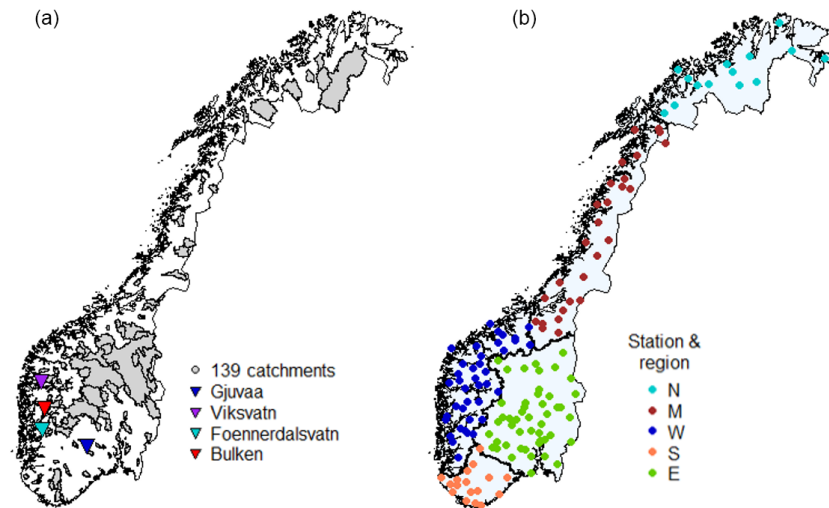 (a)
139 catchments
Gjuvaa
Viksvatn
Foennerdalsvatn
Bulken
(b)
Station &
region
N
M
W
S
E